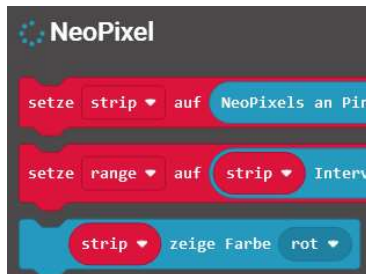 NeoPixel
setze strip auf NeoPixels an Pin
setze range auf strip Interv
strip zeige Farbe rot